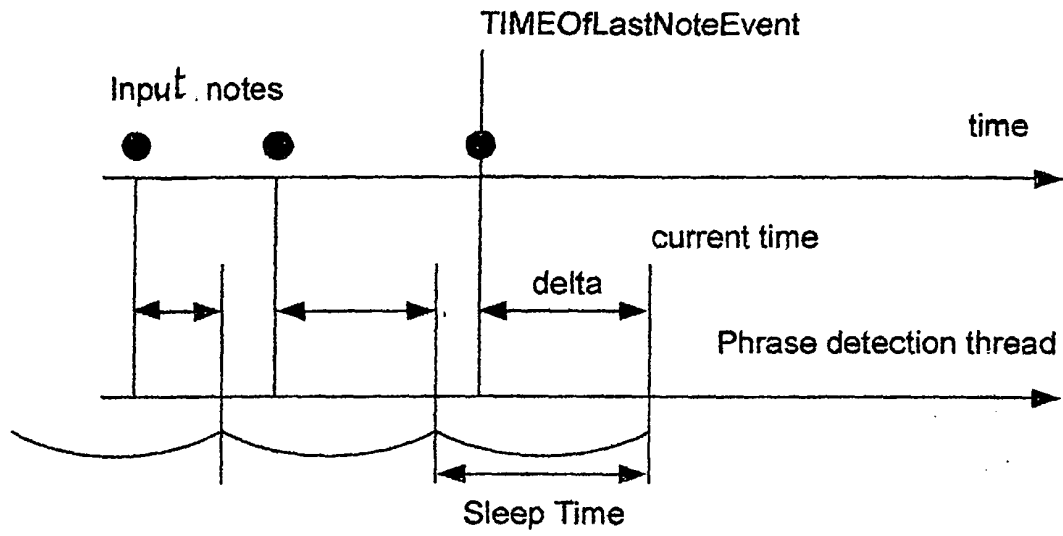 TIMEOfLastNoteEvent
Input notes
time
current time
delta
Phrase detection thread
Sleep Time